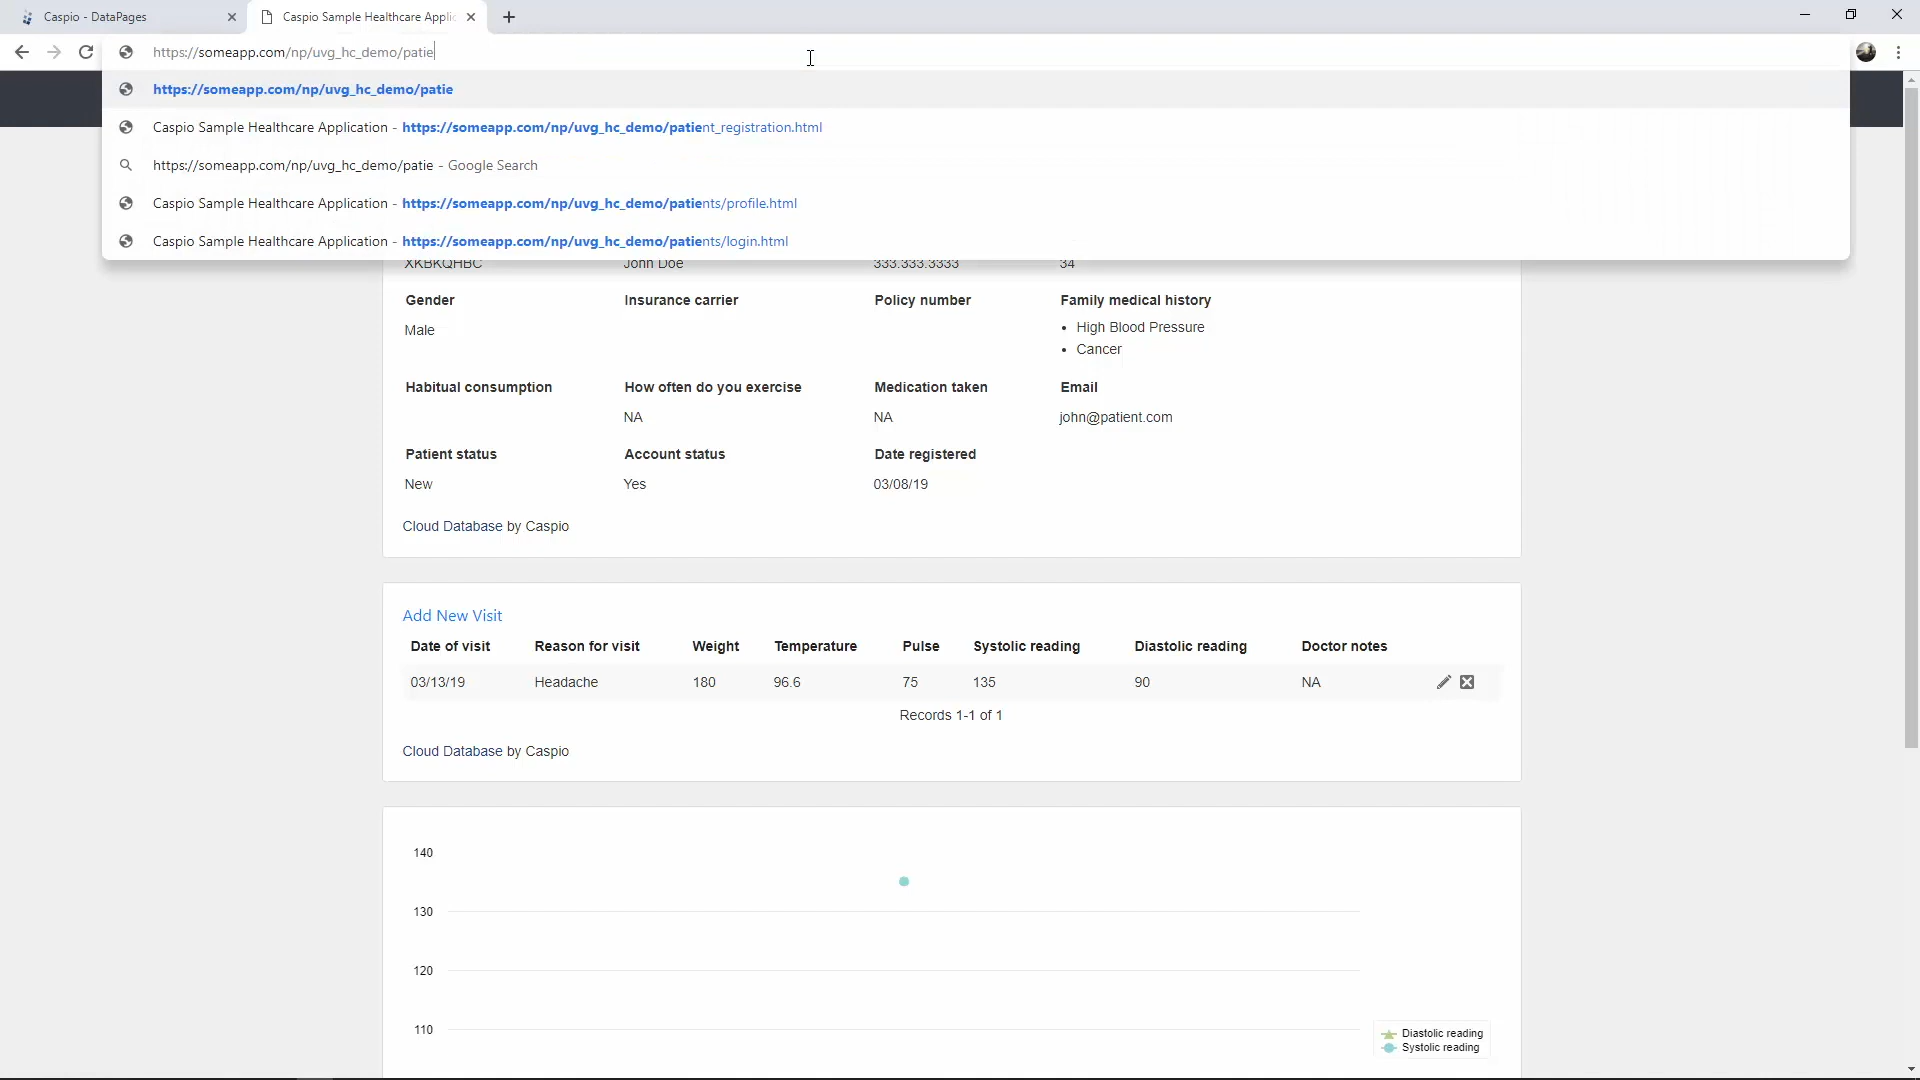 Caspio - DataPages
Caspio Sample Healthcare Applic
https://someapp.com/np/uvg_hc_demo/patie
https://someapp.com/np/uvg_hc_demo/patie
Caspio Sample Healthcare Application - https://someapp.com/np/uvg_hc_demo/patient_registration.html
https://someapp.com/np/uvg_hc_demo/patie - Google Search
Caspio Sample Healthcare Application - https://someapp.com/np/uvg_hc_demo/patients/profile.html
Caspio Sample Healthcare Application - https://someapp.com/np/uvg_hc_demo/patients/login.html
XKBKQHBC John Doe 333.333.3333 34
Gender Insurance carrier Policy number Family medical history
Male
• High Blood Pressure
• Cancer
Habitual consumption How often do you exercise Medication taken Email
NA NA john@patient.com
Patient status Account status Date registered
New Yes 03/08/19
Cloud Database by Caspio
Add New Visit
Date of visit Reason for visit Weight Temperature Pulse Systolic reading Diastolic reading Doctor notes
03/13/19 Headache 180 96.6 75 135 90 NA
Records 1-1 of 1
Cloud Database by Caspio
140
130
120
110
Diastolic reading
Systolic reading